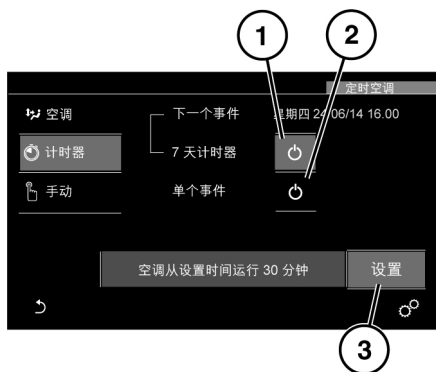 1
2
定时空调
空调
下一个事件
星期四 24/06/14 16.00
计时器
7 天计时器
手动
单个事件
空调从设置时间运行 30 分钟
设置
3